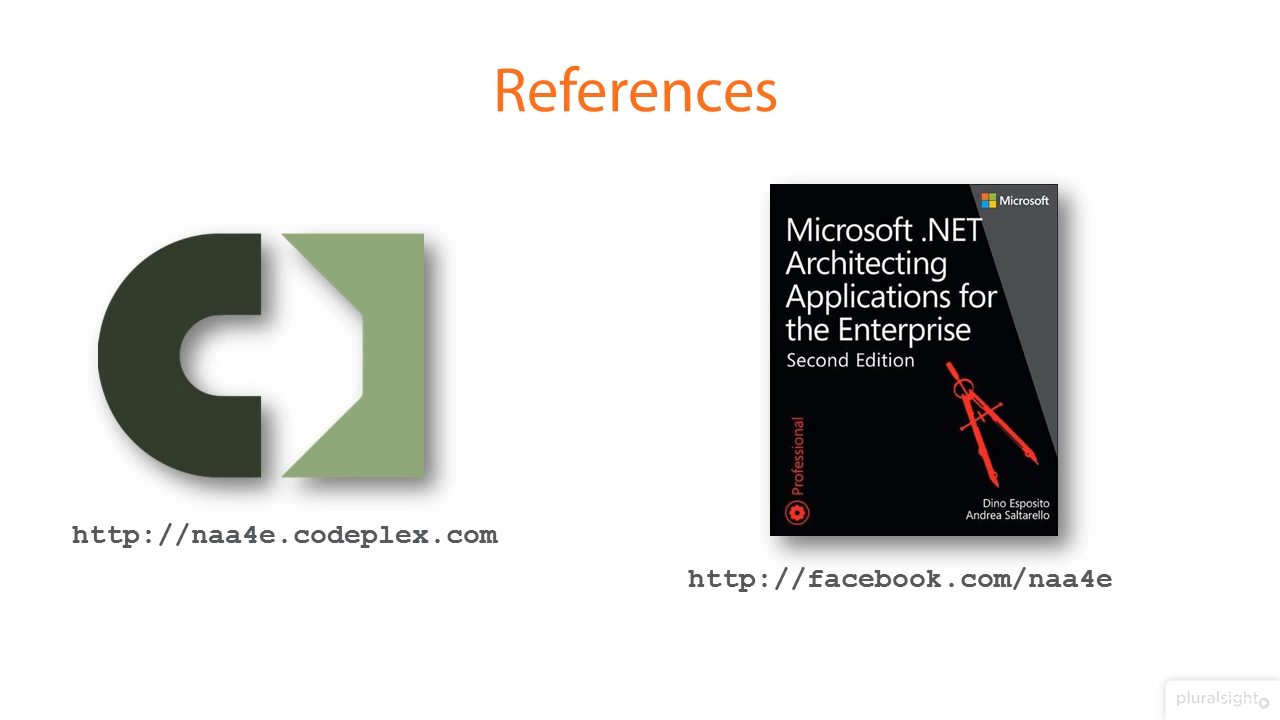 References
Microsoft
Microsoft .NET
Architecting
Applications for
the Enterprise
Second Edition
Professional
Dino Esposito
Andrea Saltarello
http://naa4e.codeplex.com
http://facebook.com/naa4e
pluralsight